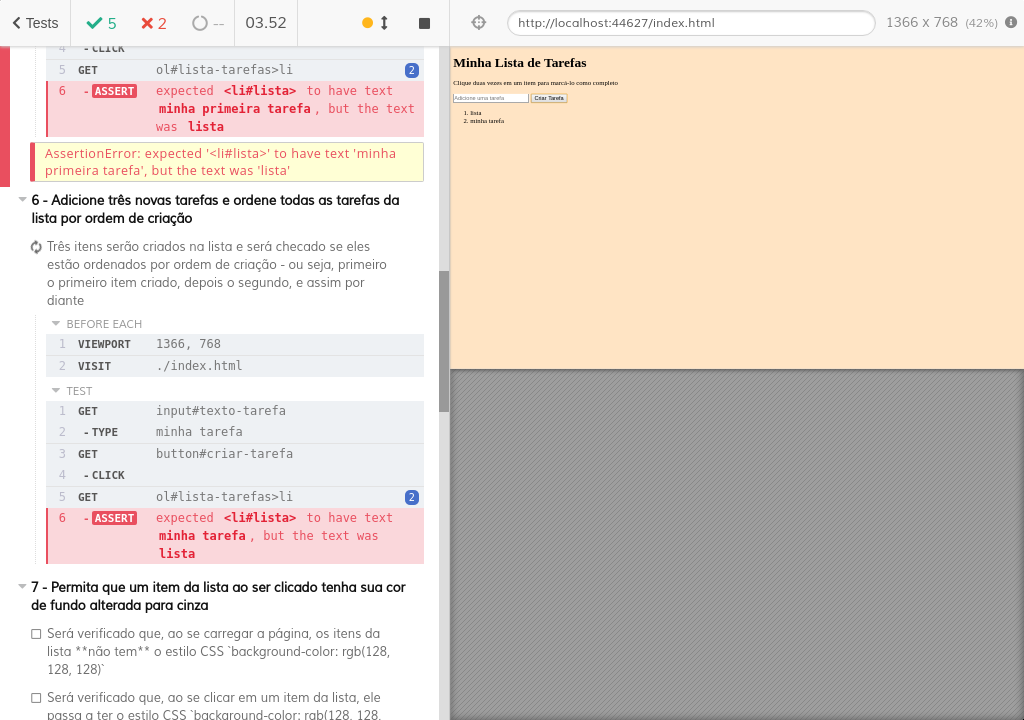 Tests
5
2
--
03.52
http://localhost:44627/index.html
1366 x 768 (42%)
4 - CLICK
5 GET ol#lista-tarefas>li 2
6 - ASSERT expected <li#lista> to have text
minha primeira tarefa , but the text
was lista
AssertionError: expected '<li#lista>' to have text 'minha
primeira tarefa', but the text was 'lista'
6 - Adicione três novas tarefas e ordene todas as tarefas da
lista por ordem de criação
Três itens serão criados na lista e será checado se eles
estão ordenados por ordem de criação - ou seja, primeiro
o primeiro item criado, depois o segundo, e assim por
diante
BEFORE EACH
1 VIEWPORT 1366, 768
2 VISIT ./index.html
TEST
1 GET input#texto-tarefa
2 - TYPE minha tarefa
3 GET button#criar-tarefa
4 - CLICK
5 GET ol#lista-tarefas>li 2
6 - ASSERT expected <li#lista> to have text
minha tarefa , but the text was
lista
7 - Permita que um item da lista ao ser clicado tenha sua cor
de fundo alterada para cinza
Será verificado que, ao se carregar a página, os itens da
lista **não tem** o estilo CSS `background-color: rgb(128,
128, 128)`
Será verificado que, ao se clicar em um item da lista, ele
passa a ter o estilo CSS `background-color: rgb(128, 128,
Minha Lista de Tarefas
Clique duas vezes em um item para marcá-lo como completo
Adicione uma tarefa
Criar Tarefa
1. lista
2. minha tarefa